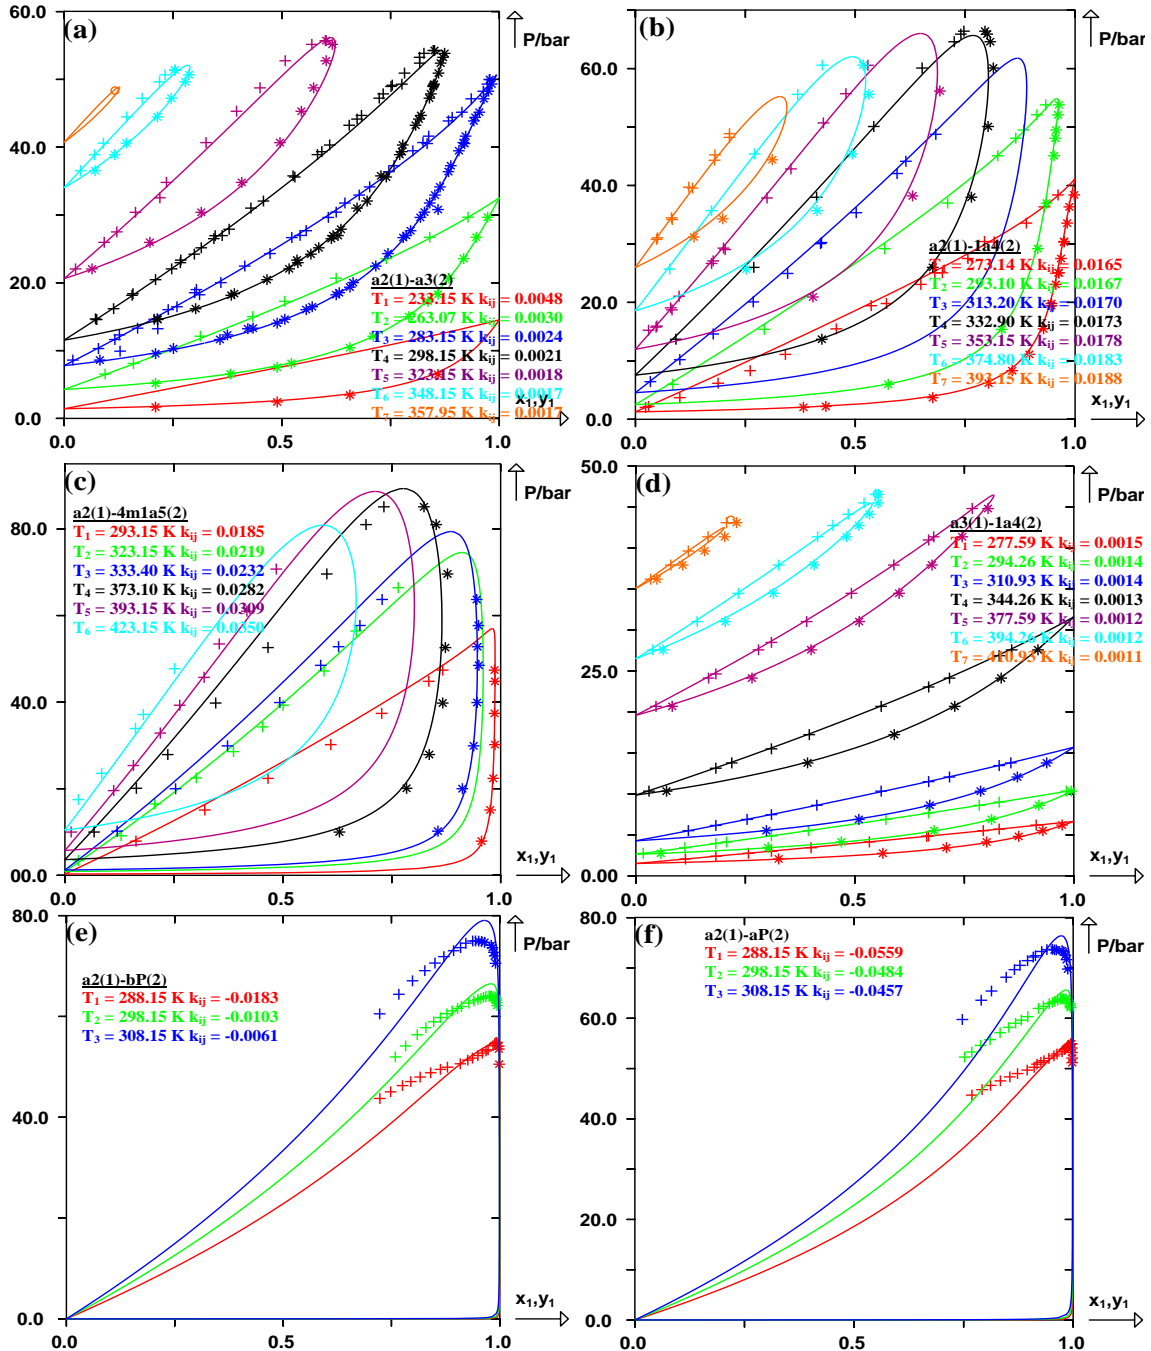 60.0
(a)
P/bar
40.0
20.0
0.0
a2(1)-a3(2)
T1 = 233.15 K kij = 0.0048
T2 = 263.07 K kij = 0.0030
T3 = 283.15 K kij = 0.0024
T4 = 298.15 K kij = 0.0021
T5 = 323.15 K kij = 0.0018
T6 = 348.15 K kij = 0.0017
T7 = 357.95 K kij = 0.0017
x1,y1
0.0
0.5
1.0
(b)
P/bar
60.0
40.0
20.0
0.0
a2(1)-1a4(2)
T1 = 273.14 K kij = 0.0165
T2 = 293.10 K kij = 0.0167
T3 = 313.20 K kij = 0.0170
T4 = 332.90 K kij = 0.0173
T5 = 353.15 K kij = 0.0178
T6 = 374.80 K kij = 0.0183
T7 = 393.15 K kij = 0.0188
x1,y1
0.0
0.5
1.0
(c)
P/bar
80.0
40.0
00.0
a2(1)-4m1a5(2)
T1 = 293.15 K kij = 0.0185
T2 = 323.15 K kij = 0.0219
T3 = 333.40 K kij = 0.0232
T4 = 373.10 K kij = 0.0282
T5 = 393.15 K kij = 0.0309
T6 = 423.15 K kij = 0.0350
x1,y1
0.0
0.5
1.0
50.0
(d)
P/bar
25.0
0.00
a3(1)-1a4(2)
T1 = 277.59 K kij = 0.0015
T2 = 294.26 K kij = 0.0014
T3 = 310.93 K kij = 0.0014
T4 = 344.26 K kij = 0.0013
T5 = 377.59 K kij = 0.0012
T6 = 394.26 K kij = 0.0012
T7 = 410.93 K kij = 0.0011
x1,y1
0.0
0.5
1.0
80.0
(e)
P/bar
40.0
0.0
a2(1)-bP(2)
T1 = 288.15 K kij = -0.0183
T2 = 298.15 K kij = -0.0103
T3 = 308.15 K kij = -0.0061
x1,y1
0.0
0.5
1.0
80.0
(f)
P/bar
60.0
40.0
20.0
0.0
a2(1)-aP(2)
T1 = 288.15 K kij = -0.0559
T2 = 298.15 K kij = -0.0484
T3 = 308.15 K kij = -0.0457
x1,y1
0.0
0.5
1.0